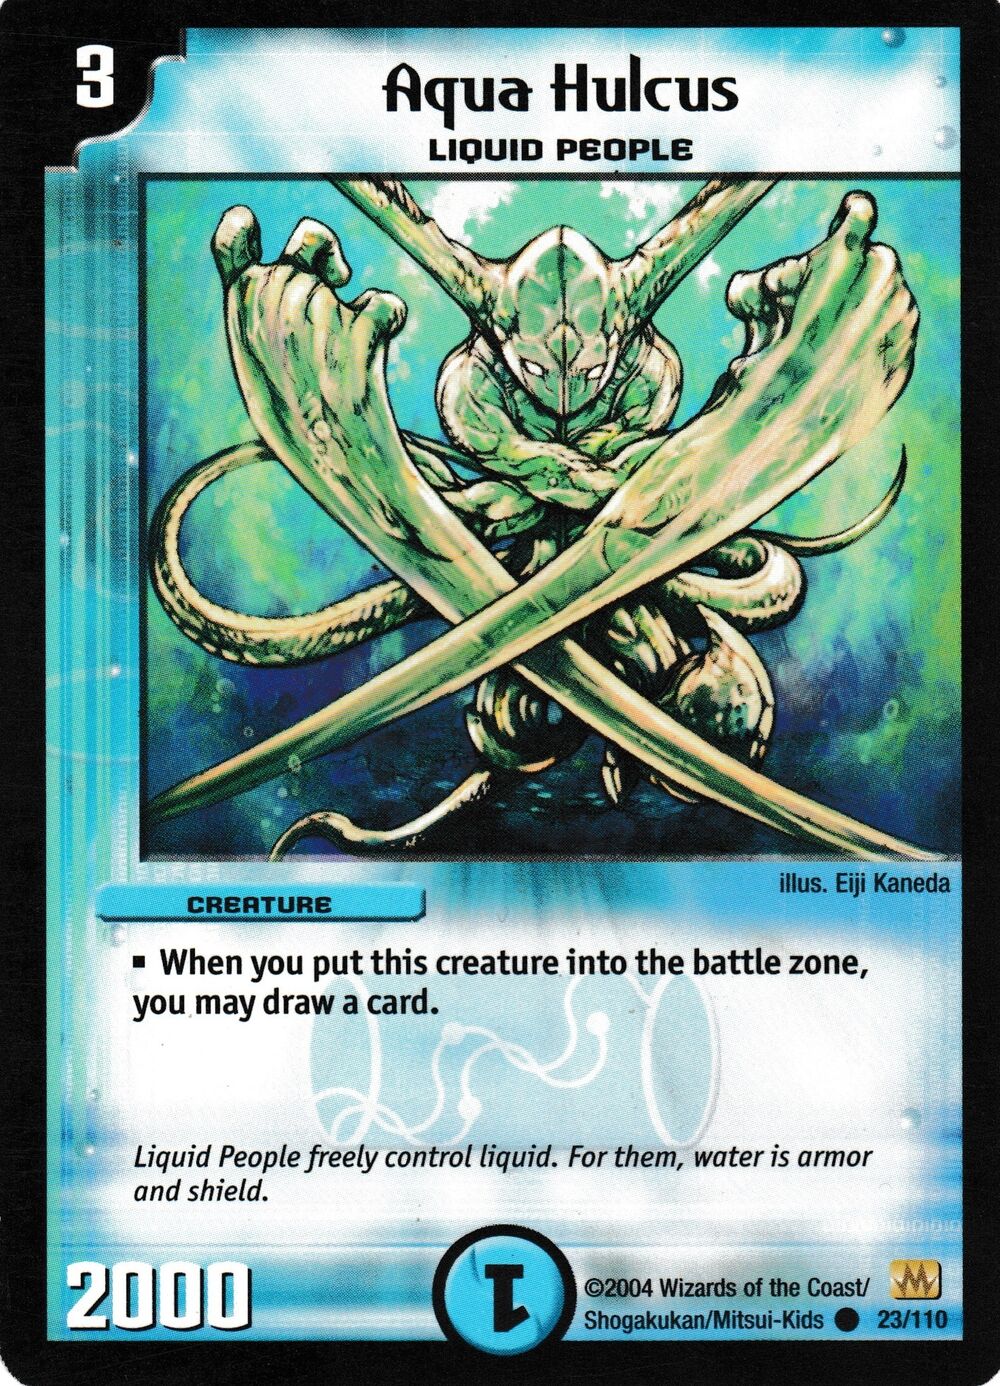 3
Aqua Hulcus
LIQUID PEOPLE
illus. Eiji Kaneda
CREATURE
▪ When you put this creature into the battle zone,
you may draw a card.
Liquid People freely control liquid. For them, water is armor
and shield.
2000
1
©2004 Wizards of the Coast/
Shogakukan/Mitsui-Kids ● 23/110